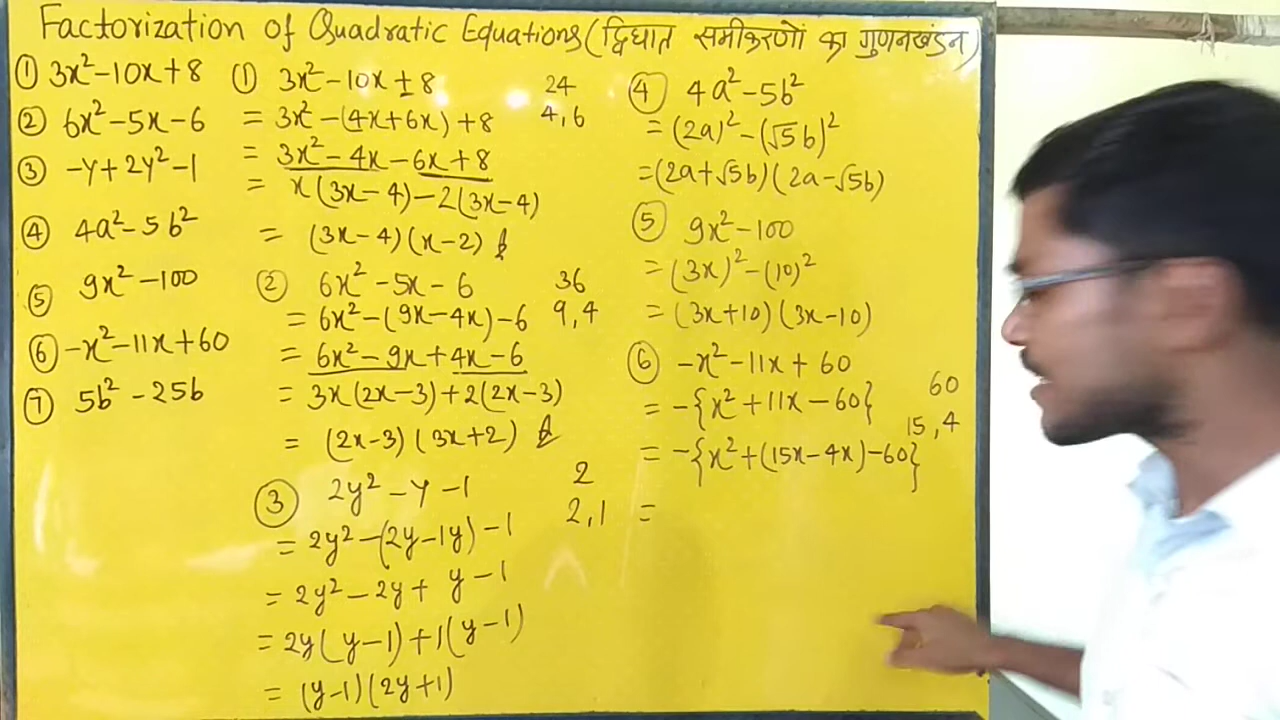 Factorization of Quadratic Equations (द्विघात समीकरणों का गुणनखंडन)
① 3x²-10x+8
② 6x²-5x-6
③ -y+2y²-1
④ 4a²-5b²
⑤ 9x²-100
⑥ -x²-11x+60
⑦ 5b²-25b
① 3x²-10x+8 24
= 3x²-(4x+6x)+8 4,6
= 3x²-4x-6x+8
= x(3x-4)-2(3x-4)
= (3x-4)(x-2)
② 6x²-5x-6 36
= 6x²-(9x-4x)-6 9,4
= 6x²-9x+4x-6
= 3x(2x-3)+2(2x-3)
= (2x-3)(3x+2)
③ 2y²-y-1 2
= 2y²-(2y-1y)-1 2,1
= 2y²-2y+y-1
= 2y(y-1)+1(y-1)
= (y-1)(2y+1)
④ 4a²-5b²
= (2a)²-(√5b)²
= (2a+√5b)(2a-√5b)
⑤ 9x²-100
= (3x)²-(10)²
= (3x+10)(3x-10)
⑥ -x²-11x+60 60
= -{x²+11x-60} 15,4
= -{x²+(15x-4x)-60}
=